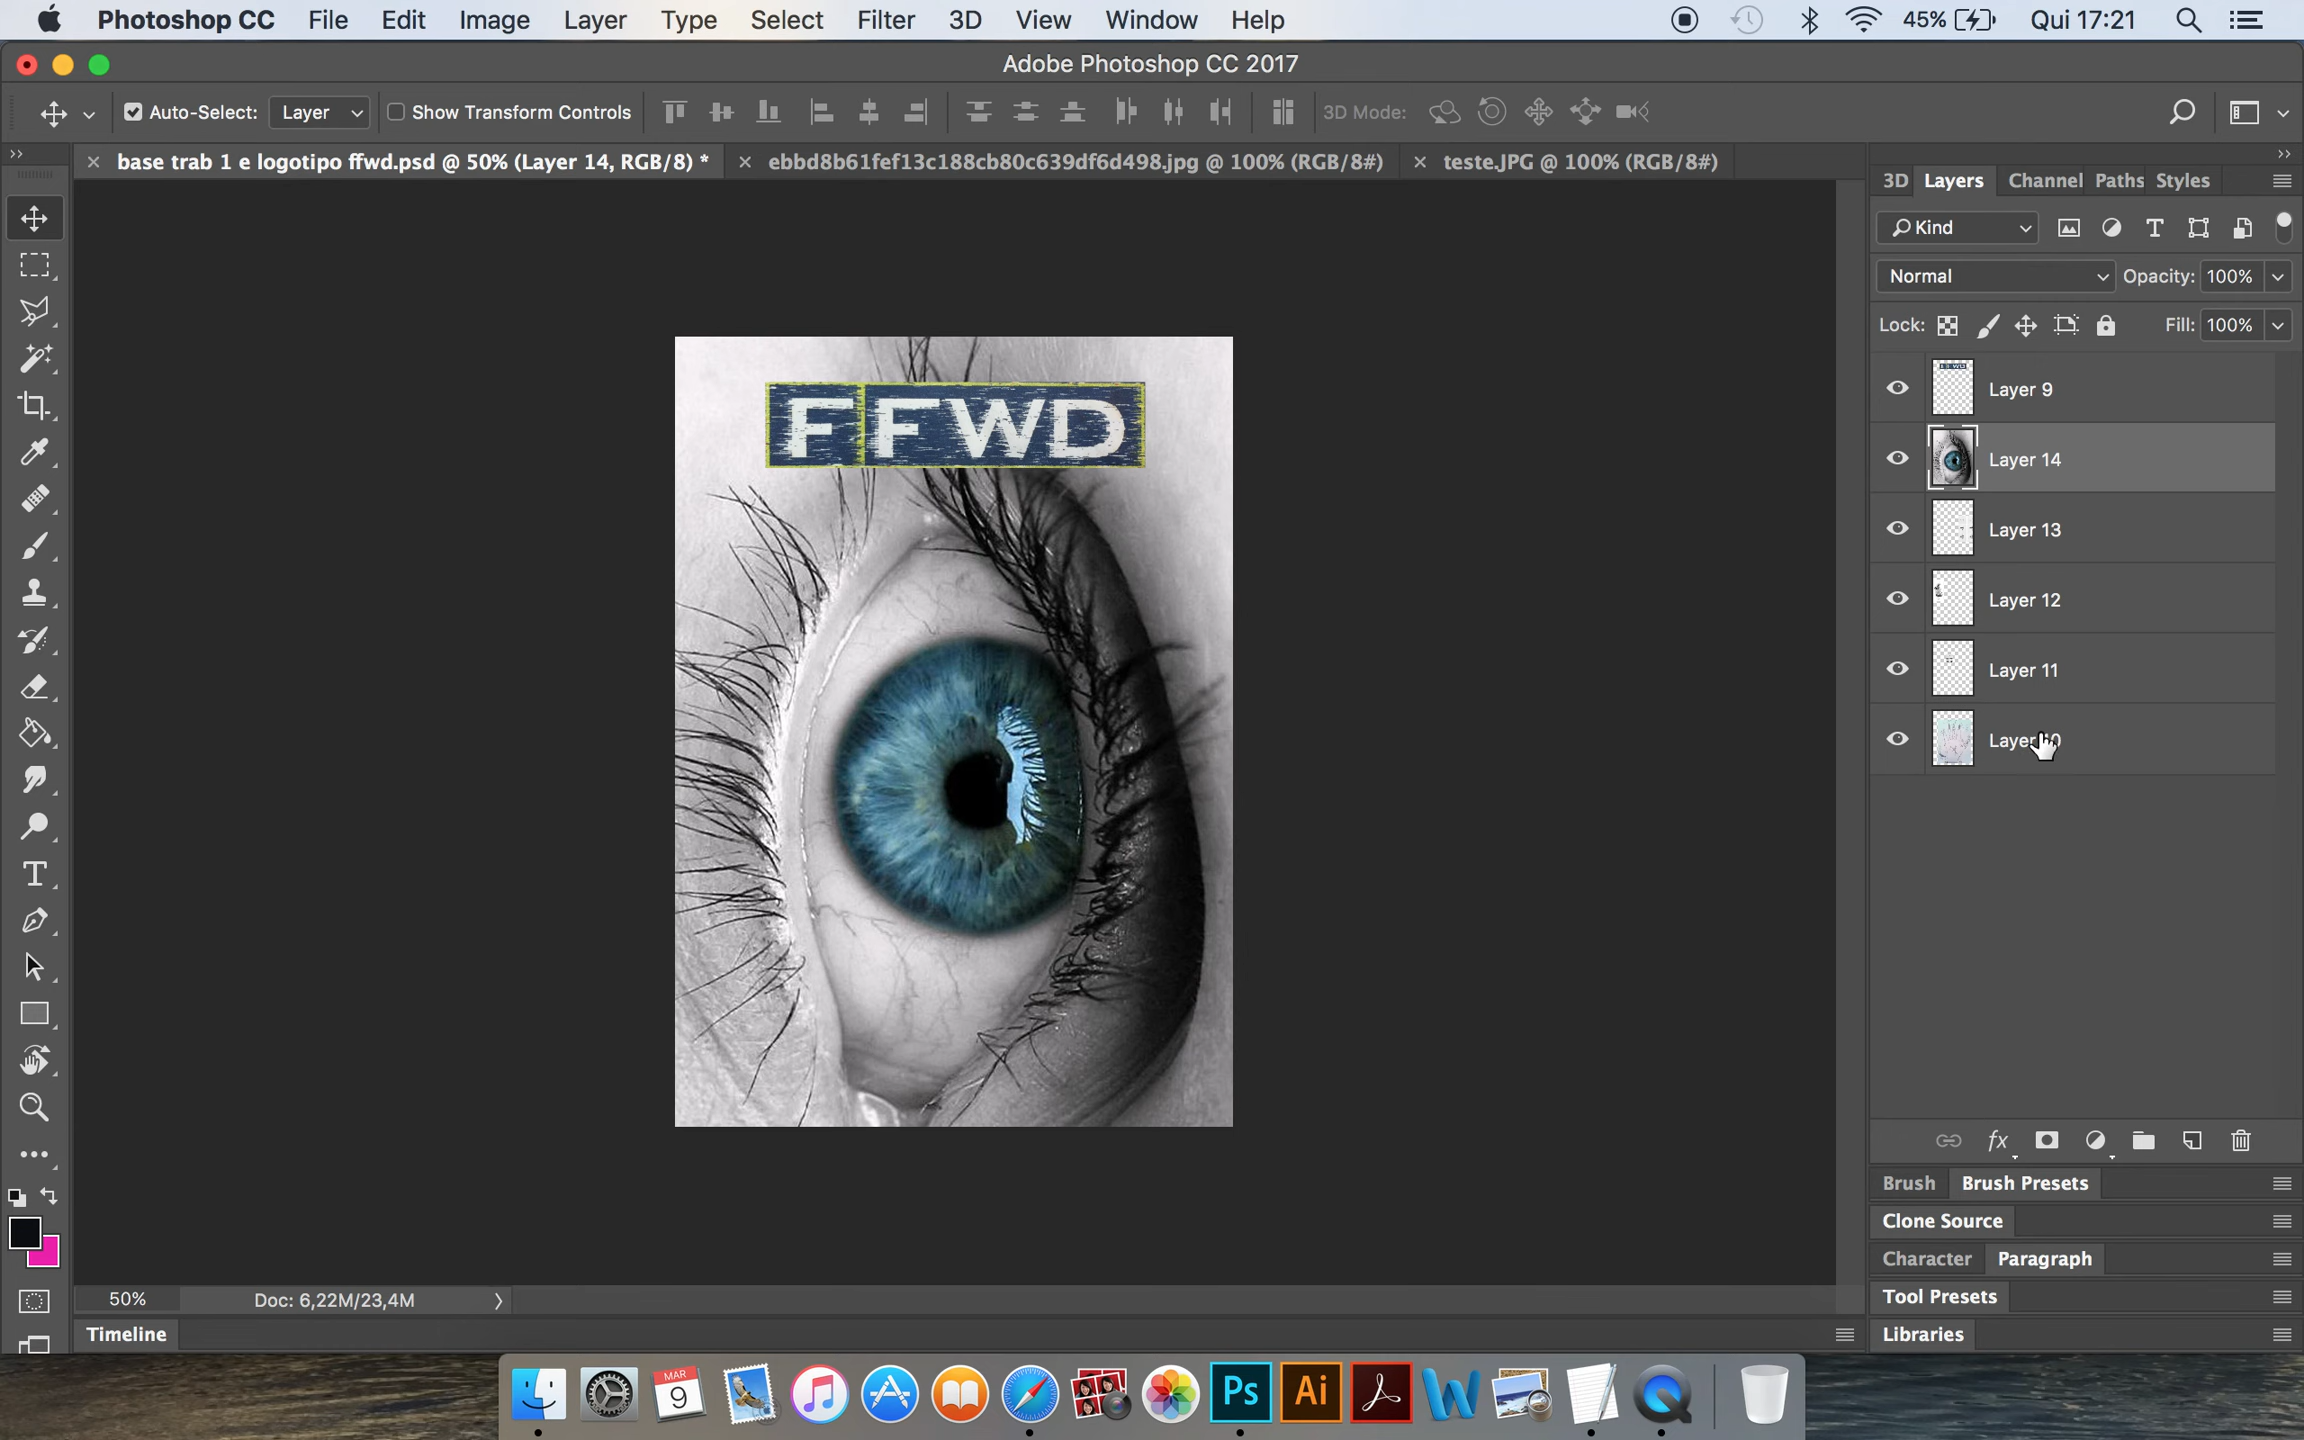 Photoshop CC File Edit Image Layer Type Select Filter 3D View Window Help 45% Qui 17:21
Adobe Photoshop CC 2017
Auto-Select: Layer Show Transform Controls 3D Mode:
base trab 1 e logotipo ffwd.psd @ 50% (Layer 14, RGB/8) * ebbd8b61fef13c188cb80c639df6d498.jpg @ 100% (RGB/8#) teste.JPG @ 100% (RGB/8#)
3D Layers Channel Paths Styles
Kind
Normal Opacity: 100%
Lock: Fill: 100%
Layer 9
FFWD
Layer 14
Layer 13
Layer 12
Layer 11
Layer 10
fx
Brush Brush Presets
Clone Source
Character Paragraph
50% Doc: 6,22M/23,4M
Tool Presets
Timeline
Libraries
MAR
9
Ps
Ai
W